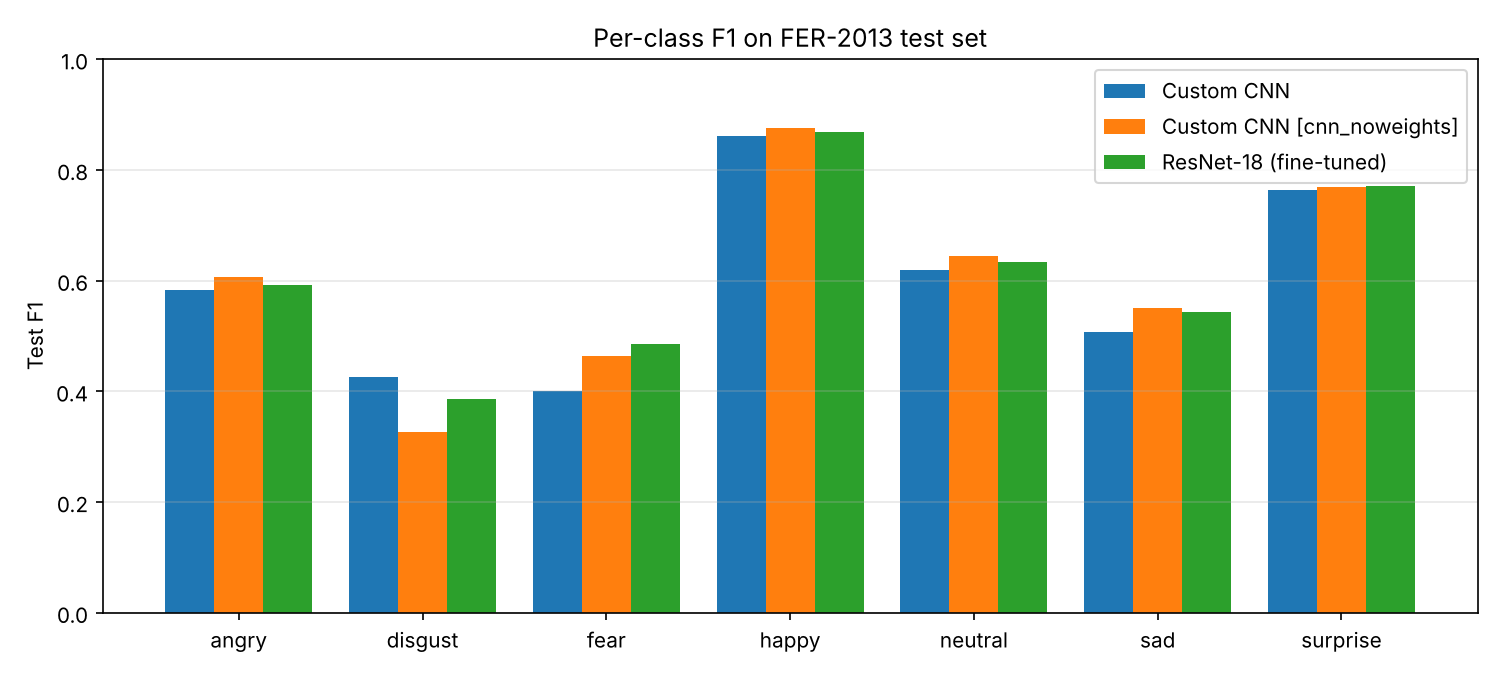 Per-class F1 on FER-2013 test set
Custom CNN
Custom CNN [cnn_noweights]
ResNet-18 (fine-tuned)
Test F1
1.0
0.8
0.6
0.4
0.2
0.0
angry disgust fear happy neutral sad surprise